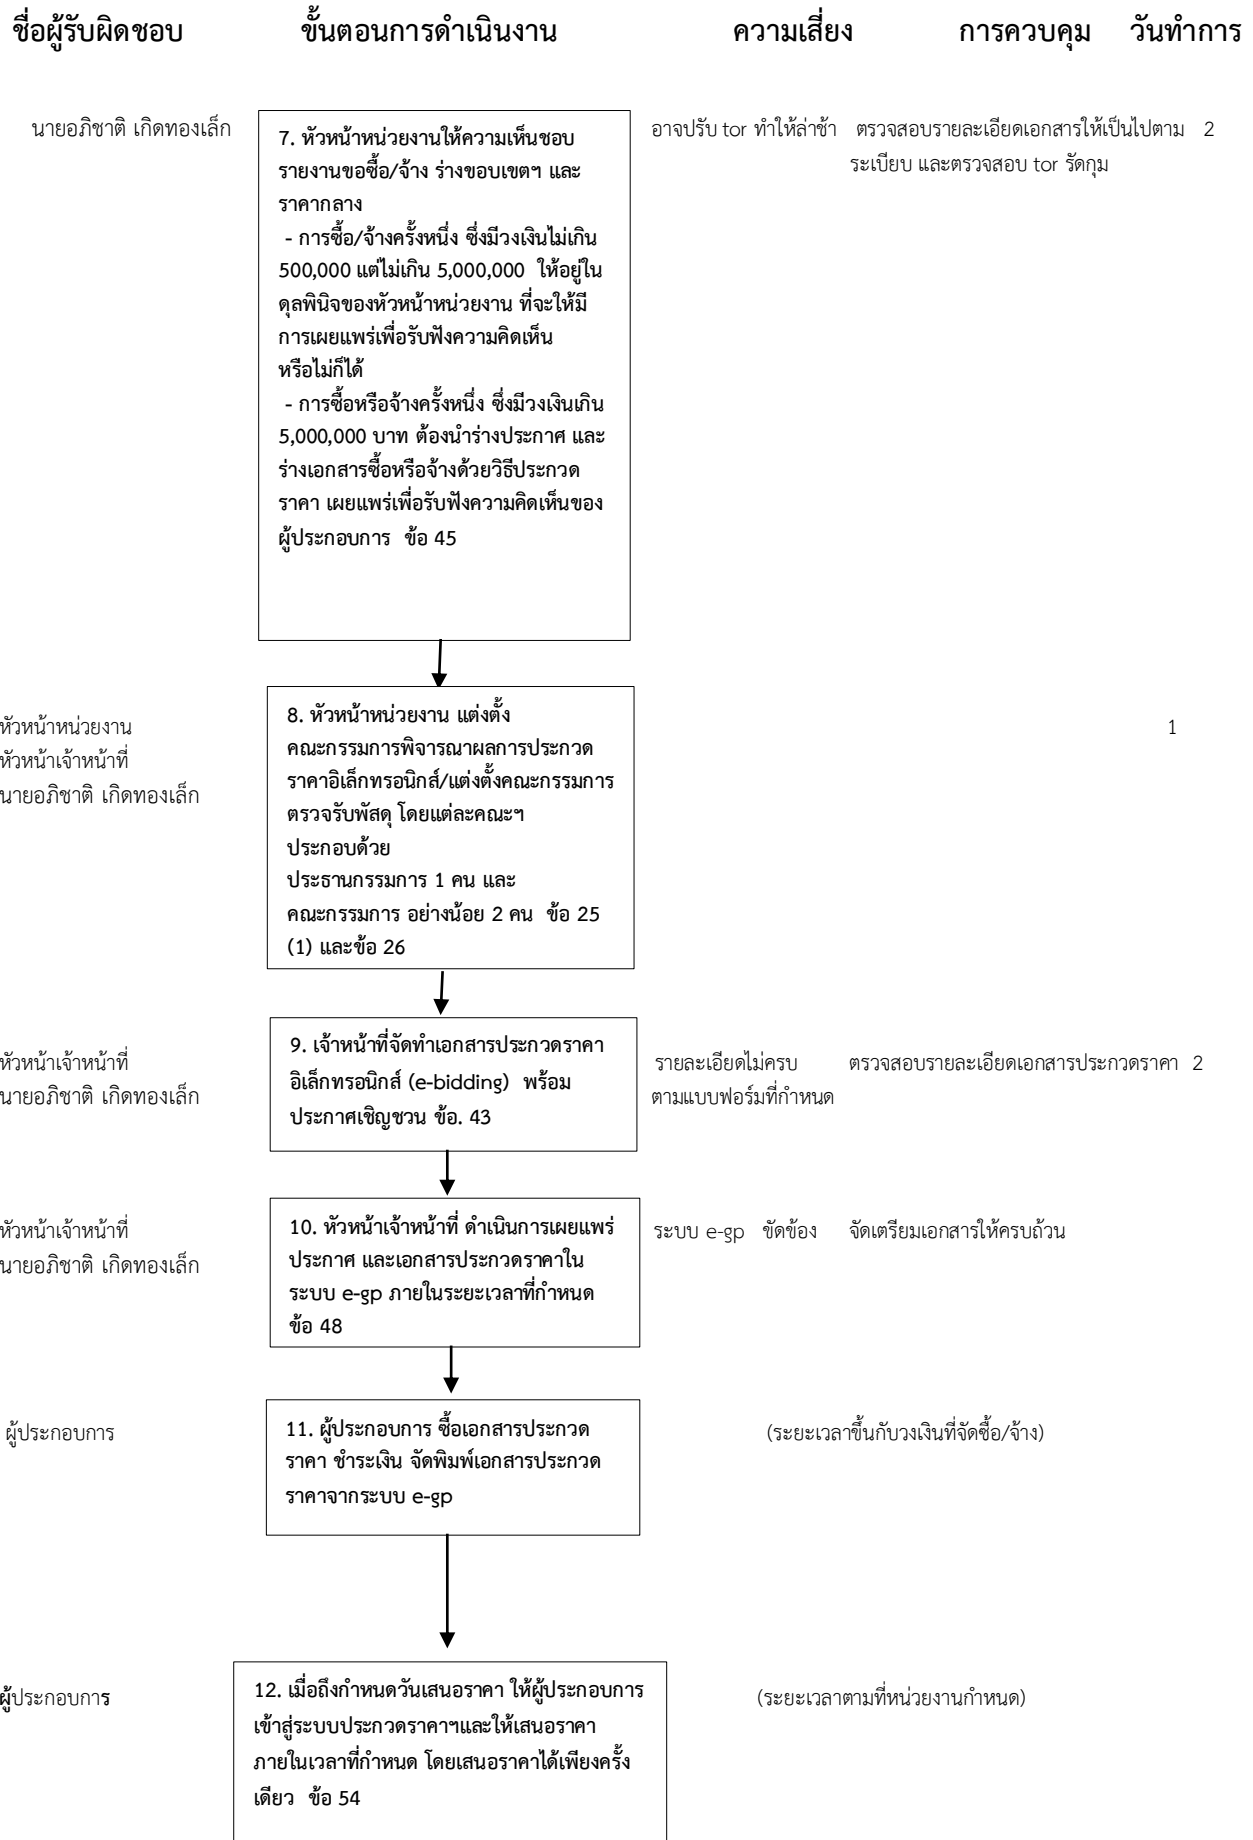 ชื่อผู้รับผิดชอบ ขั้นตอนการดำเนินงาน ความเสี่ยง การควบคุม วันทำการ
นายอภิชาติ เกิดทองเล็ก
7. หัวหน้าหน่วยงานให้ความเห็นชอบ
รายงานขอซื้อ/จ้าง ร่างขอบเขตฯ และ
ราคากลาง
- การซื้อ/จ้างครั้งหนึ่ง ซึ่งมีวงเงินไม่เกิน
500,000 แต่ไม่เกิน 5,000,000 ให้อยู่ใน
ดุลพินิจของหัวหน้าหน่วยงาน ที่จะให้มี
การเผยแพร่เพื่อรับฟังความคิดเห็น
หรือไม่ก็ได้
- การซื้อหรือจ้างครั้งหนึ่ง ซึ่งมีวงเงินเกิน
5,000,000 บาท ต้องนำร่างประกาศ และ
ร่างเอกสารซื้อหรือจ้างด้วยวิธีประกวด
ราคา เผยแพร่เพื่อรับฟังความคิดเห็นของ
ผู้ประกอบการ ข้อ 45
อาจปรับ tor ทำให้ล่าช้า ตรวจสอบรายละเอียดเอกสารให้เป็นไปตาม 2
ระเบียบ และตรวจสอบ tor รัดกุม
หัวหน้าหน่วยงาน
หัวหน้าเจ้าหน้าที่
นายอภิชาติ เกิดทองเล็ก
8. หัวหน้าหน่วยงาน แต่งตั้ง
คณะกรรมการพิจารณาผลการประกวด
ราคาอิเล็กทรอนิกส์/แต่งตั้งคณะกรรมการ
ตรวจรับพัสดุ โดยแต่ละคณะฯ
ประกอบด้วย
ประธานกรรมการ 1 คน และ
คณะกรรมการ อย่างน้อย 2 คน ข้อ 25
(1) และข้อ 26
1
หัวหน้าเจ้าหน้าที่
นายอภิชาติ เกิดทองเล็ก
9. เจ้าหน้าที่จัดทำเอกสารประกวดราคา
อิเล็กทรอนิกส์ (e-bidding) พร้อม
ประกาศเชิญชวน ข้อ. 43
รายละเอียดไม่ครบ ตรวจสอบรายละเอียดเอกสารประกวดราคา 2
ตามแบบฟอร์มที่กำหนด
หัวหน้าเจ้าหน้าที่
นายอภิชาติ เกิดทองเล็ก
10. หัวหน้าเจ้าหน้าที่ ดำเนินการเผยแพร่
ประกาศ และเอกสารประกวดราคาใน
ระบบ e-gp ภายในระยะเวลาที่กำหนด
ข้อ 48
ระบบ e-gp ขัดข้อง จัดเตรียมเอกสารให้ครบถ้วน
ผู้ประกอบการ
11. ผู้ประกอบการ ซื้อเอกสารประกวด
ราคา ชำระเงิน จัดพิมพ์เอกสารประกวด
ราคาจากระบบ e-gp
(ระยะเวลาขึ้นกับวงเงินที่จัดซื้อ/จ้าง)
ผู้ประกอบการ
12. เมื่อถึงกำหนดวันเสนอราคา ให้ผู้ประกอบการ
เข้าสู่ระบบประกวดราคาฯและให้เสนอราคา
ภายในเวลาที่กำหนด โดยเสนอราคาได้เพียงครั้ง
เดียว ข้อ 54
(ระยะเวลาตามที่หน่วยงานกำหนด)